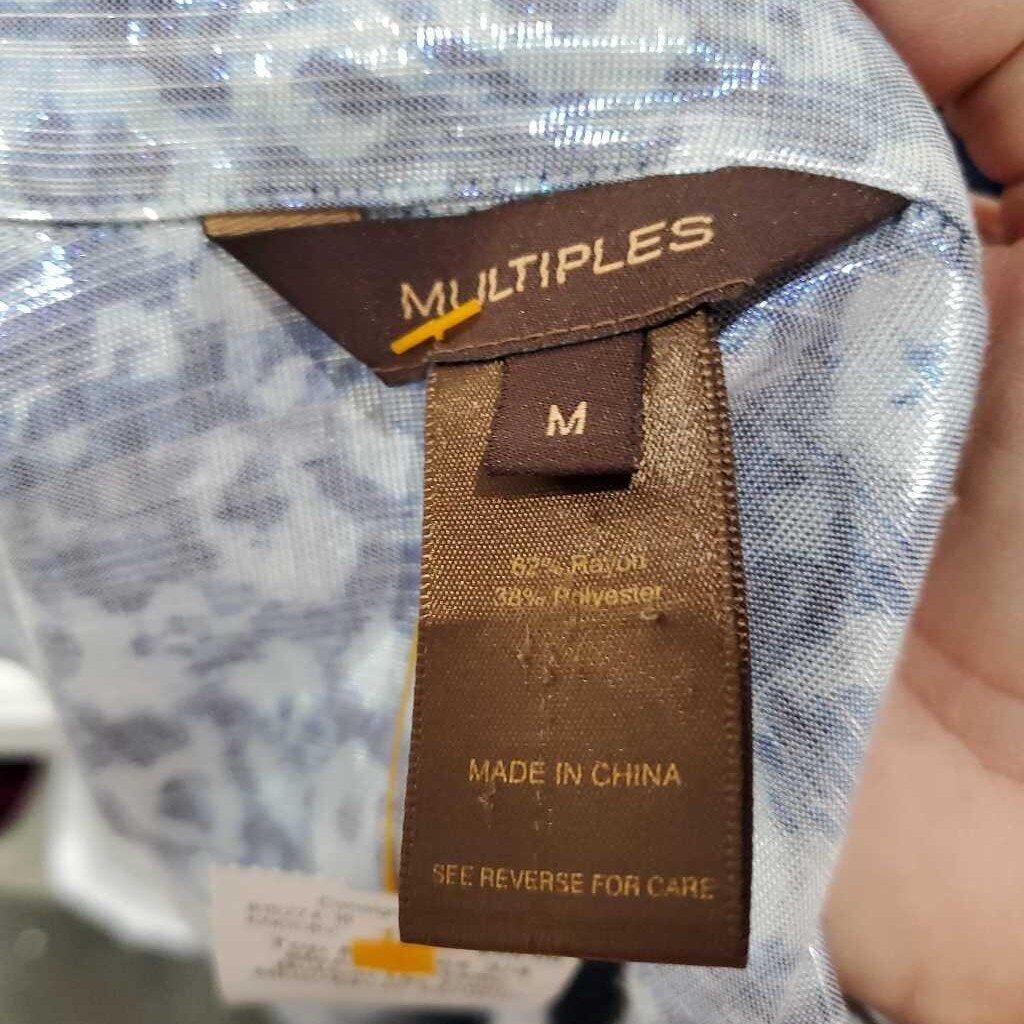 MULTIPLES
M
62% Rayon
38% Polyester
MADE IN CHINA
SEE REVERSE FOR CARE